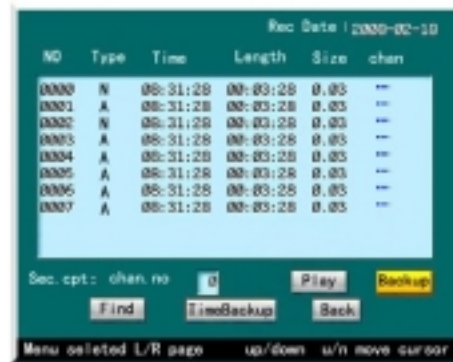 Rec Date : 2008-02-18
NO Type Time Length Size chan
0000 N 08:31:28 00:03:28 0.03 ---
0001 A 08:31:28 00:03:28 0.03 ---
0002 N 08:31:28 00:03:28 0.03 ---
0003 A 08:31:28 00:03:28 0.03 ---
0004 A 08:31:28 00:03:28 0.03 ---
0005 A 08:31:28 00:03:28 0.03 ---
0006 A 08:31:28 00:03:28 0.03 ---
0007 A 08:31:28 00:03:28 0.03 ---
Sec.cpt: chan.no 0 Play Backup
Find TimeBackup Back
Menu seleted L/R page up/down u/n move cursor